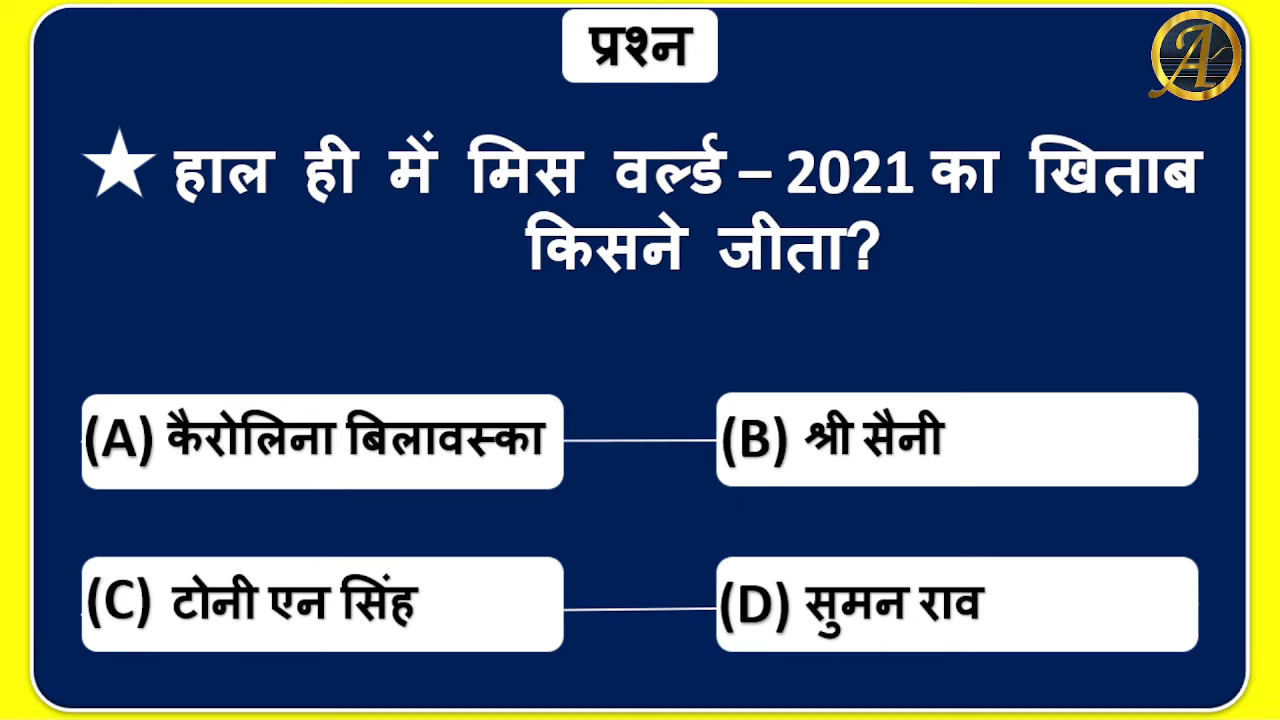 प्रश्न
★ हाल ही में मिस वर्ल्ड – 2021 का खिताब
किसने जीता?
(A) कैरोलिना बिलावस्का
(B) श्री सैनी
(C) टोनी एन सिंह
(D) सुमन राव
A